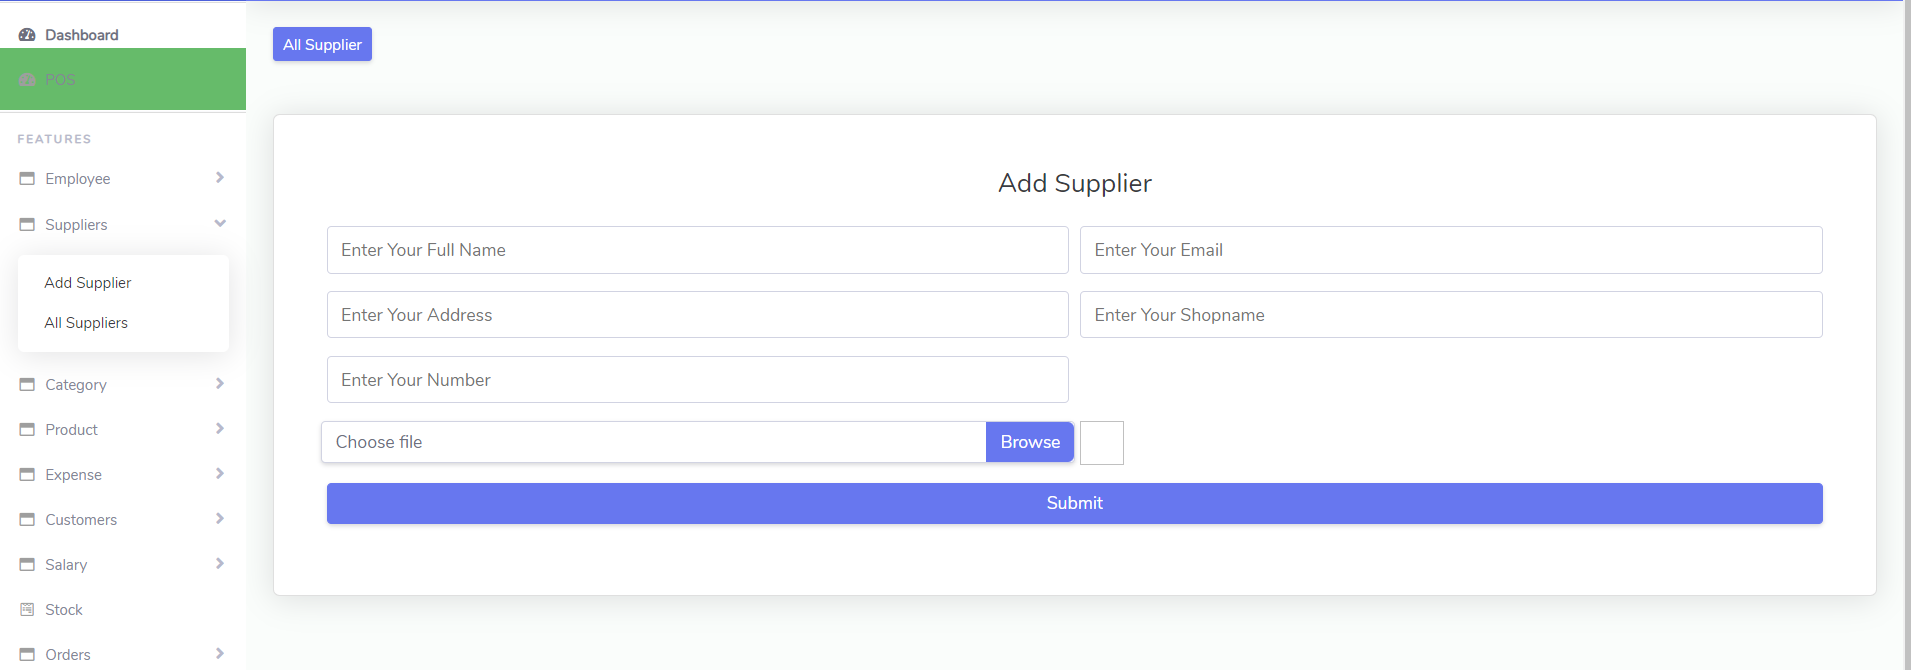 Dashboard
POS
FEATURES
Employee
Suppliers
Add Supplier
All Suppliers
Category
Product
Expense
Customers
Salary
Stock
Orders
All Supplier
Add Supplier
Enter Your Full Name
Enter Your Email
Enter Your Address
Enter Your Shopname
Enter Your Number
Choose file
Browse
Submit